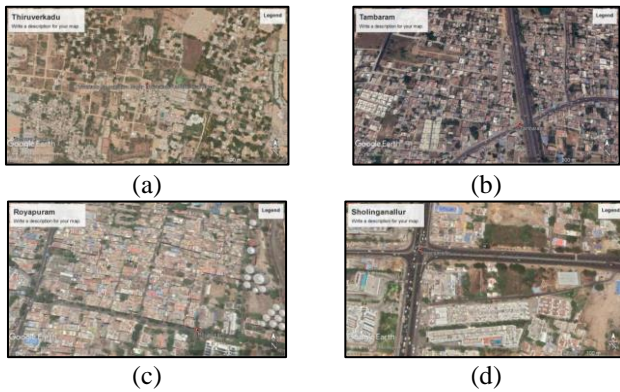 Thiruverkadu
Write a description for your map.
Legend
Google Earth
(a)
Tambaram
Write a description for your map.
Legend
Google Earth
(b)
Royapuram
Write a description for your map.
Legend
Google Earth
(c)
Sholinganallur
Write a description for your map.
Legend
Earth
(d)